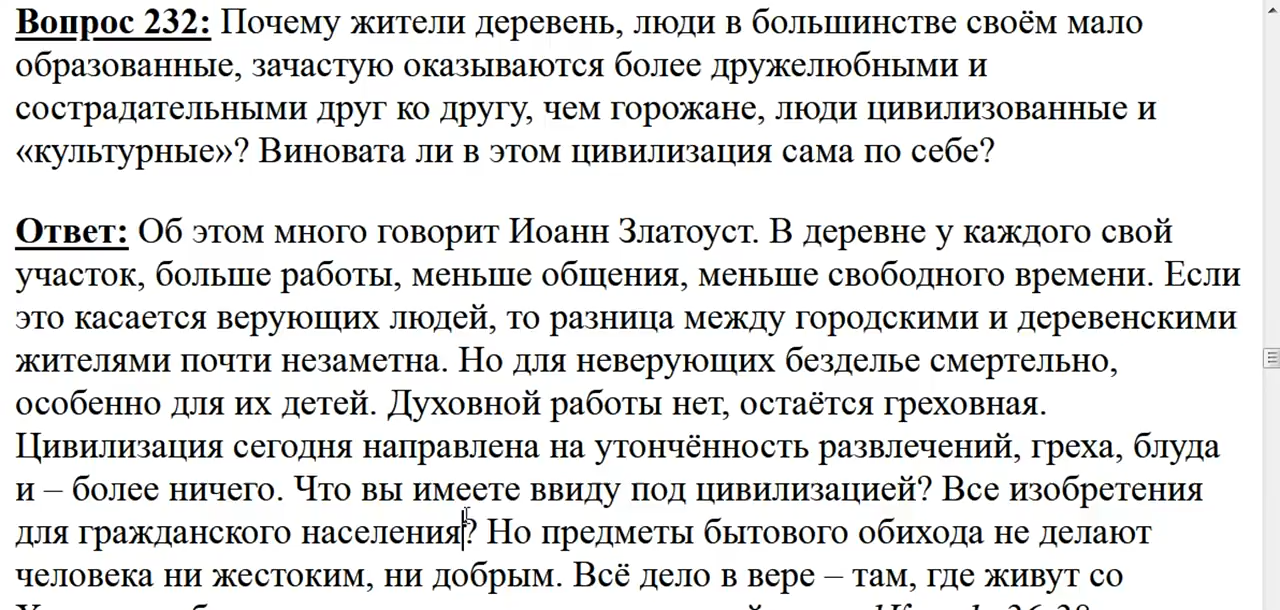 Вопрос 232: Почему жители деревень, люди в большинстве своём мало
образованные, зачастую оказываются более дружелюбными и
сострадательными друг ко другу, чем горожане, люди цивилизованные и
«культурные»? Виновата ли в этом цивилизация сама по себе?
Ответ: Об этом много говорит Иоанн Златоуст. В деревне у каждого свой
участок, больше работы, меньше общения, меньше свободного времени. Если
это касается верующих людей, то разница между городскими и деревенскими
жителями почти незаметна. Но для неверующих безделье смертельно,
особенно для их детей. Духовной работы нет, остаётся греховная.
Цивилизация сегодня направлена на утончённость развлечений, греха, блуда
и – более ничего. Что вы имеете ввиду под цивилизацией? Все изобретения
для гражданского населения? Но предметы бытового обихода не делают
человека ни жестоким, ни добрым. Всё дело в вере – там, где живут со